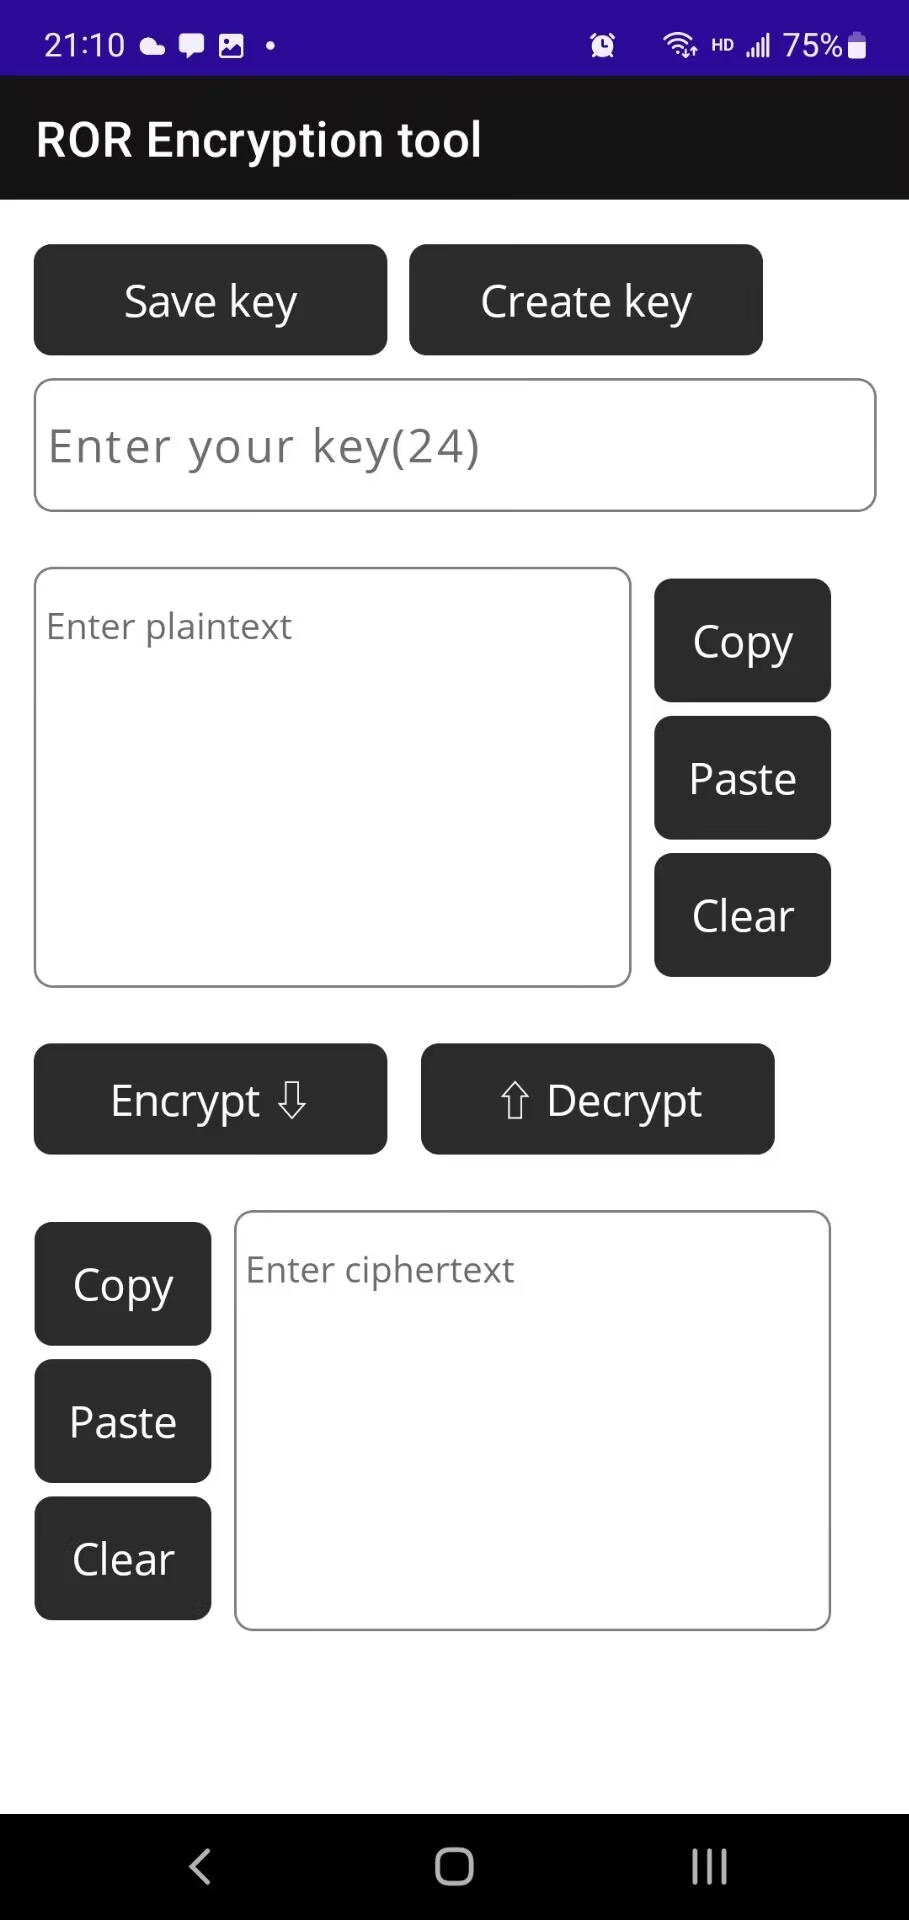 21:10 HD 75%
ROR Encryption tool
Save key Create key
Enter your key(24)
Enter plaintext
Copy
Paste
Clear
Encrypt ⇩ ⇧ Decrypt
Copy
Paste
Clear
Enter ciphertext